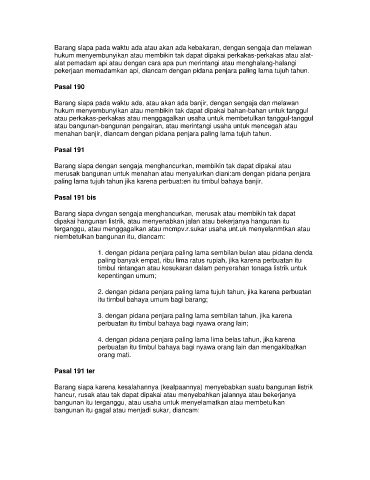 Barang siapa pada waktu ada atau akan ada kebakaran, dengan sengaja dan melawan
hukum menyembunyikan atau membikin tak dapat dipakai perkakas-perkakas atau alat-
alat pemadam api atau dengan cara apa pun merintangi atau menghalang-halangi
pekerjaan memadamkan api, diancam dengan pidana penjara paling lama tujuh tahun.
Pasal 190
Barang siapa pada waktu ada, atau akan ada banjir, dengan sengaja dan melawan
hukum menyembunyikan atau membikin tak dapat dipakai bahan-bahan untuk tanggul
atau perkakas-perkakas atau menggagalkan usaha untuk membetulkan tanggul-tanggul
atau bangunan-bangunan pengairan, atau merintangi usaha untuk mencegah atau
menahan banjir, diancam dengan pidana penjara paling lama tujuh tahun.
Pasal 191
Barang siapa dengan sengaja menghancurkan, membikin tak dapat dipakai atau
merusak bangunan untuk menahan atau menyalurkan diancam dengan pidana penjara
paling lama tujuh tahun jika karena perbuaten itu timbul bahaya banjir.
Pasal 191 bis
Barang siapa dvngan sengaja menghancurkan, merusak atau membikin tak dapat
dipakai hangunan listrik, atau menyenabkan jalan atau bekerjanya hangunan itu
terganggu, atau menggagalkan atau mcmpv.r.sukar usaha unt.uk menyelanmtkan atau
niembetulkan bangunan itu, diancam:
1. dengan pidana penjara paling lama sembilan bulan atau pidana denda
paling banyak empat, ribu lima ratus rupiah, jika karena perbuatan itu
timbul rintangan atau kesukaran dalam penyerahan tenaga listrik untuk
kepentingan umum;
2. dengan pidana penjara paling lama tujuh tahun, jika karena perbuatan
itu tirnbul bahaya umum bagi barang;
3. dengan pidana penjara paling lama sembilan tahun, jika karena
perbuatan itu timbul bahaya bagi nyawa orang lain;
4. dengan pidana penjara paling lama lima belas tahun, jika karena
perbuatan itu timbul bahaya bagi nyawa orang lain dan mengakibatkan
orang mati.
Pasal 191 ter
Barang siapa karena kesalahannya (kealpaannya) menyebabkan suatu bangunan listrik
hancur, rusak atau tak dapat dipakai atau menyebahkan jalannya atau bekerjanya
bangunan itu terganggu, atau usaha untuk menyelamatkan atau membetulkan
bangunan itu gagal atau menjadi sukar, diancam: